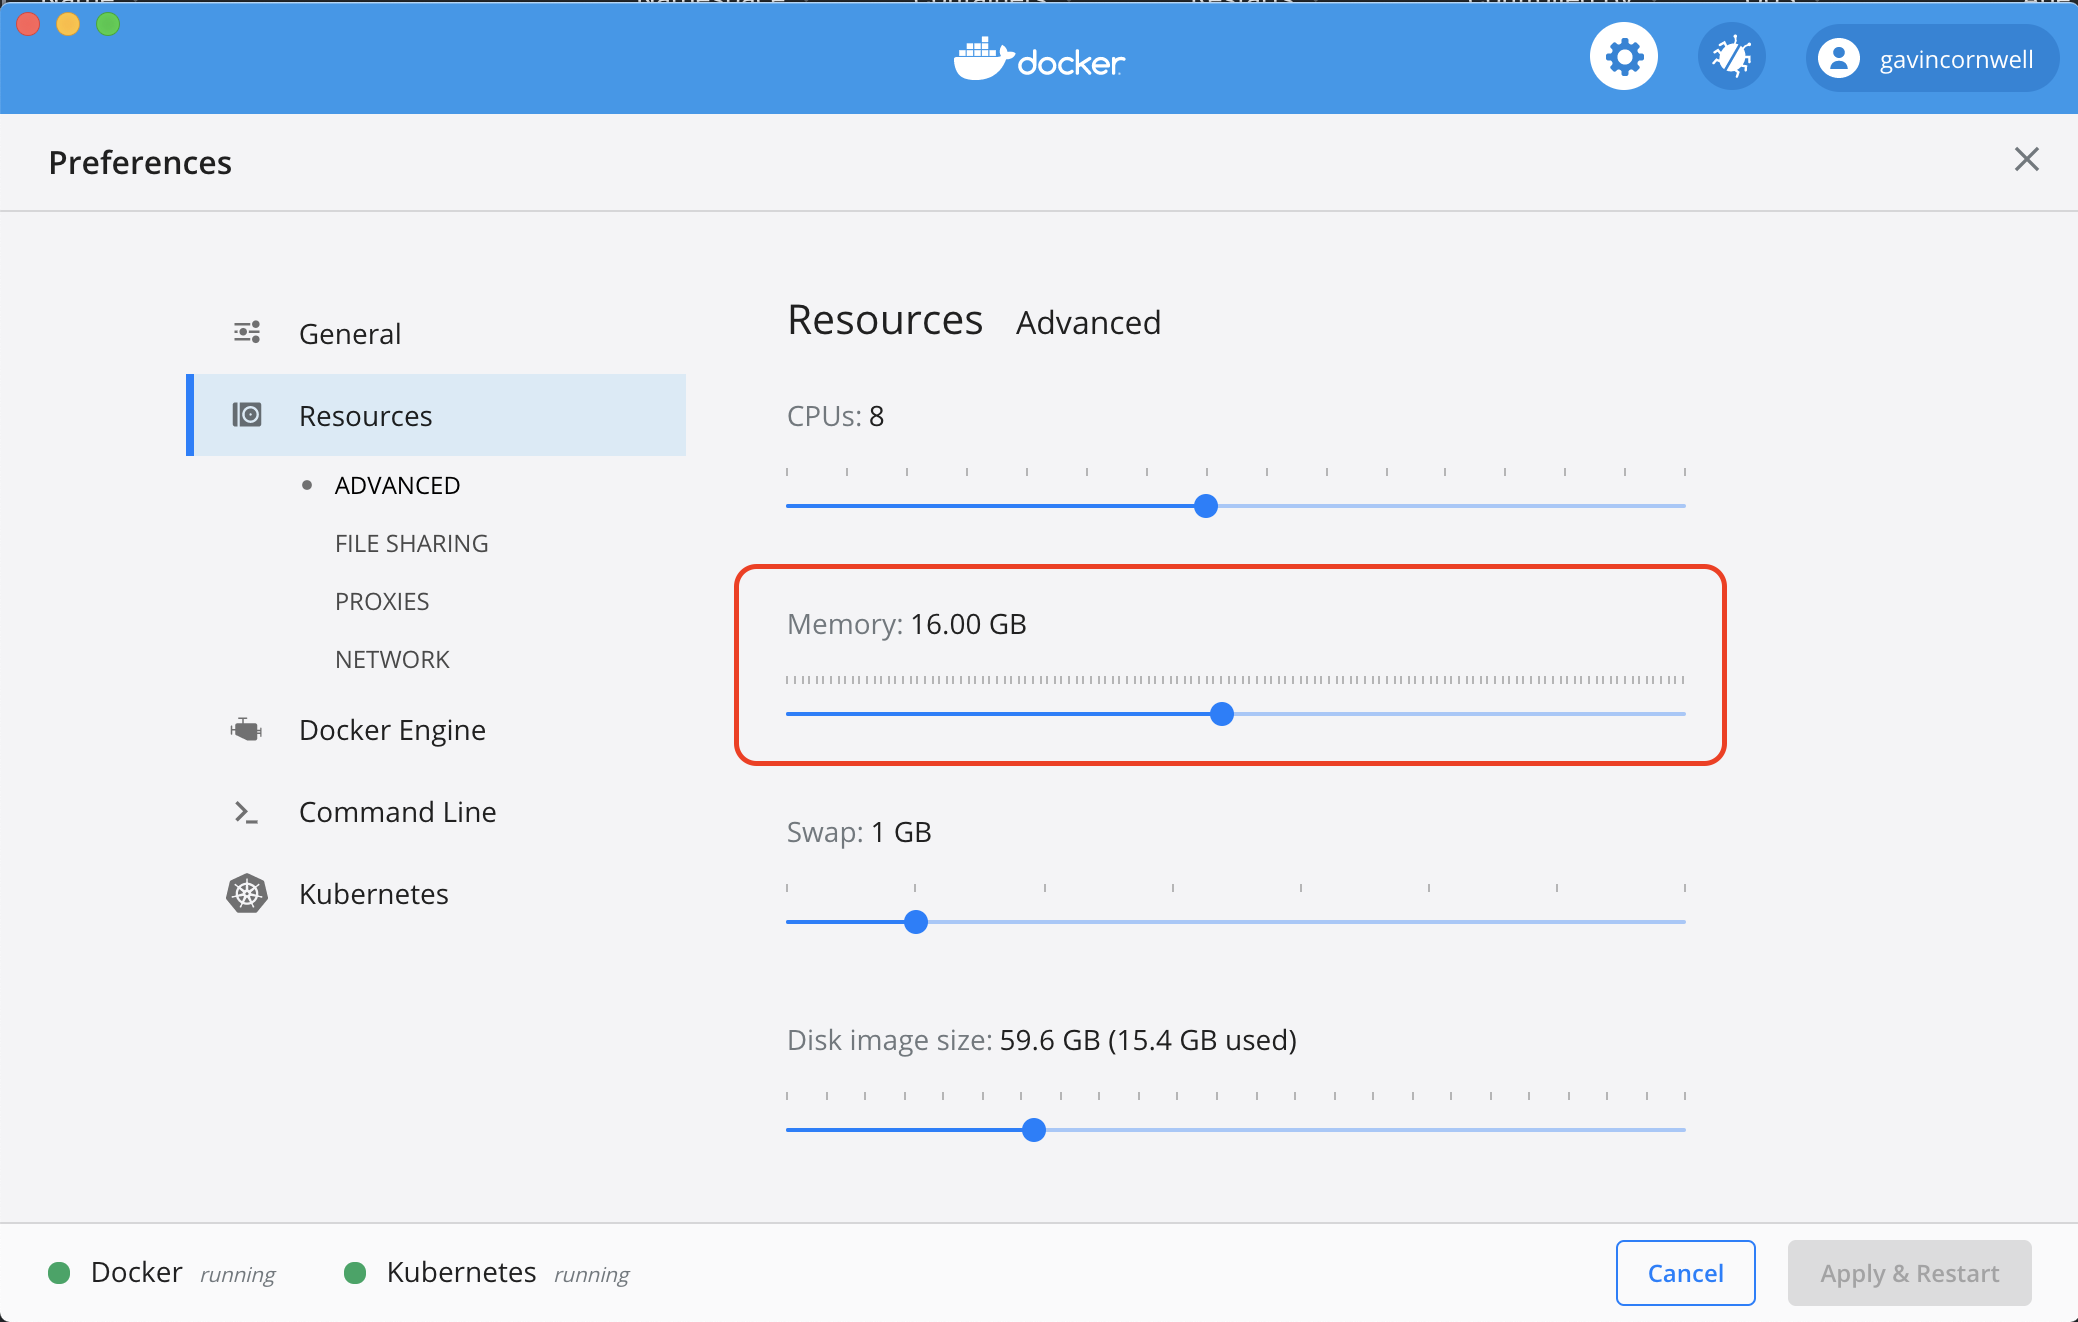 docker
gavincornwell
Preferences
General
Resources
ADVANCED
FILE SHARING
PROXIES
NETWORK
Docker Engine
Command Line
Kubernetes
Resources Advanced
CPUs: 8
Memory: 16.00 GB
Swap: 1 GB
Disk image size: 59.6 GB (15.4 GB used)
Docker running
Kubernetes running
Cancel
Apply & Restart